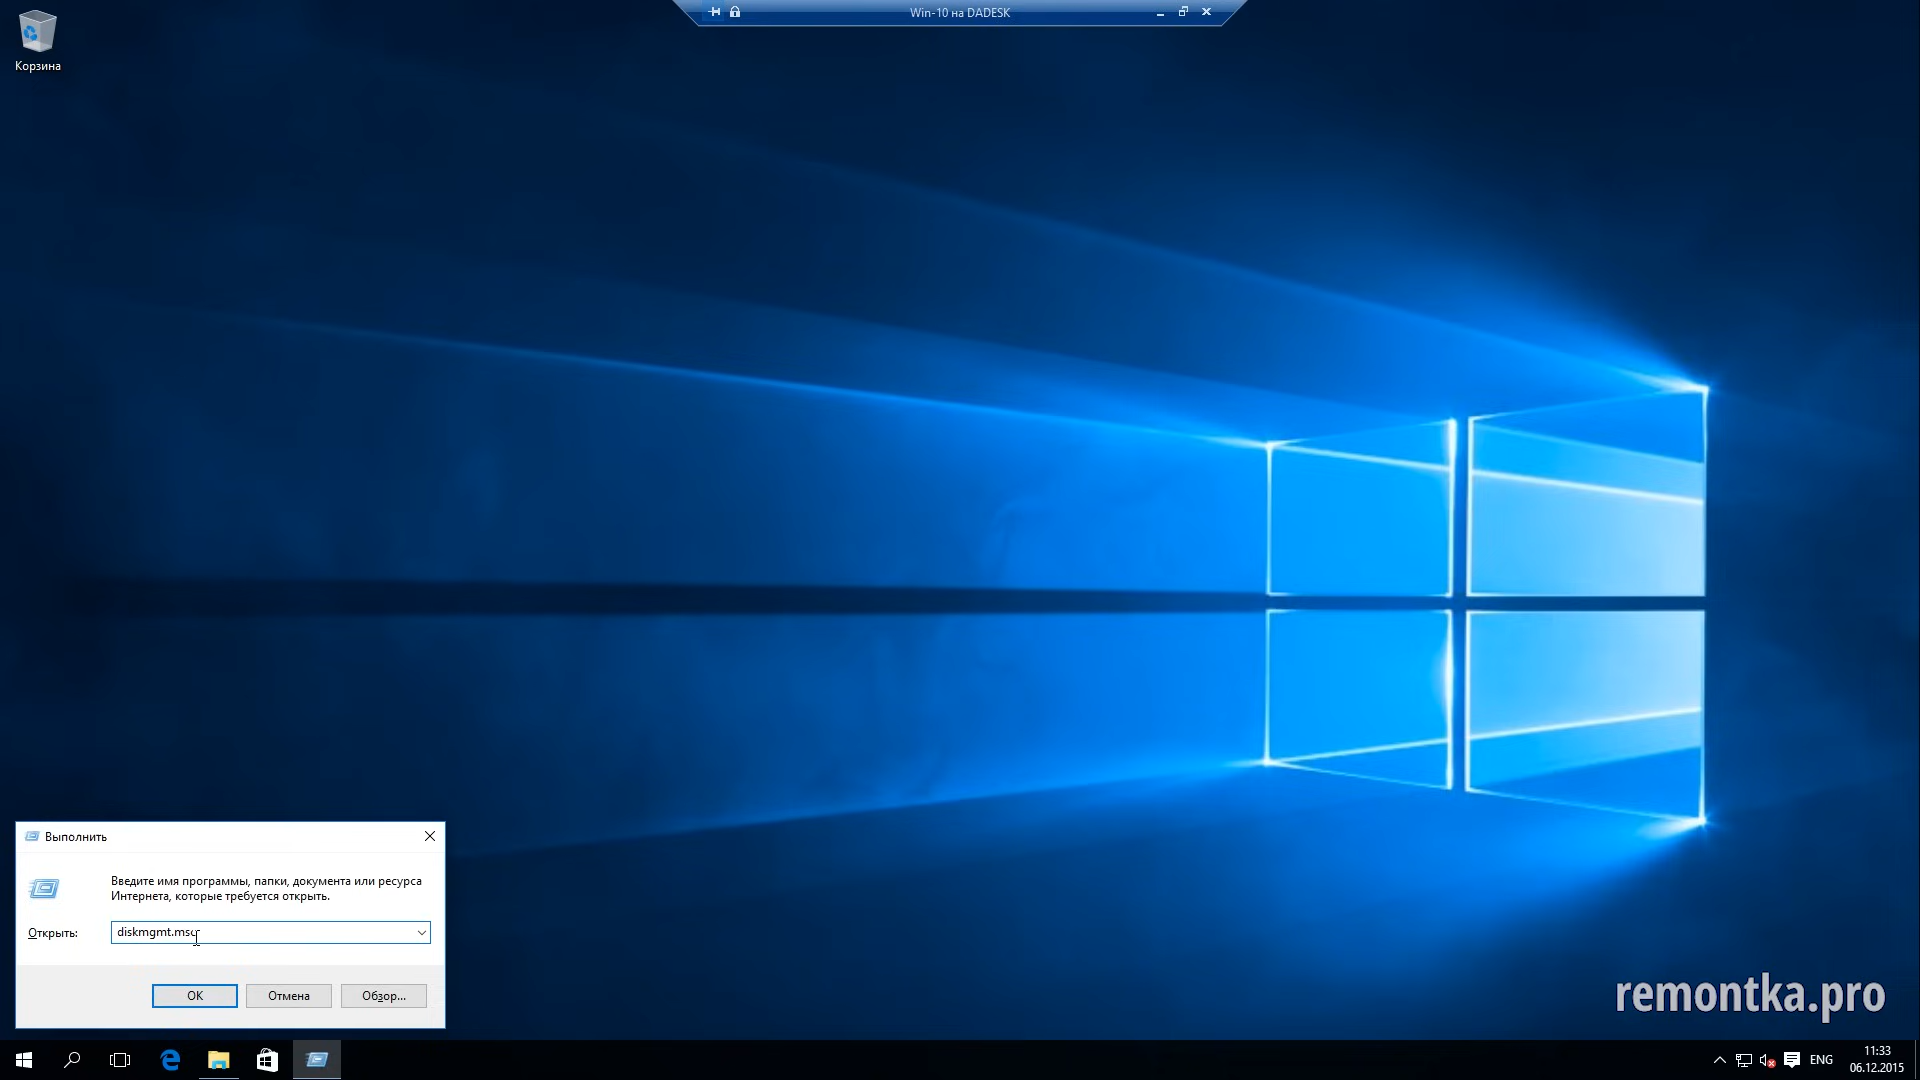 Win-10 на DADESK
Корзина
Выполнить
Введите имя программы, папки, документа или ресурса
Интернета, которые требуется открыть.
Открыть:
diskmgmt.msc
ОК
Отмена
Обзор...
remontka.pro
ENG
11:33
06.12.2015